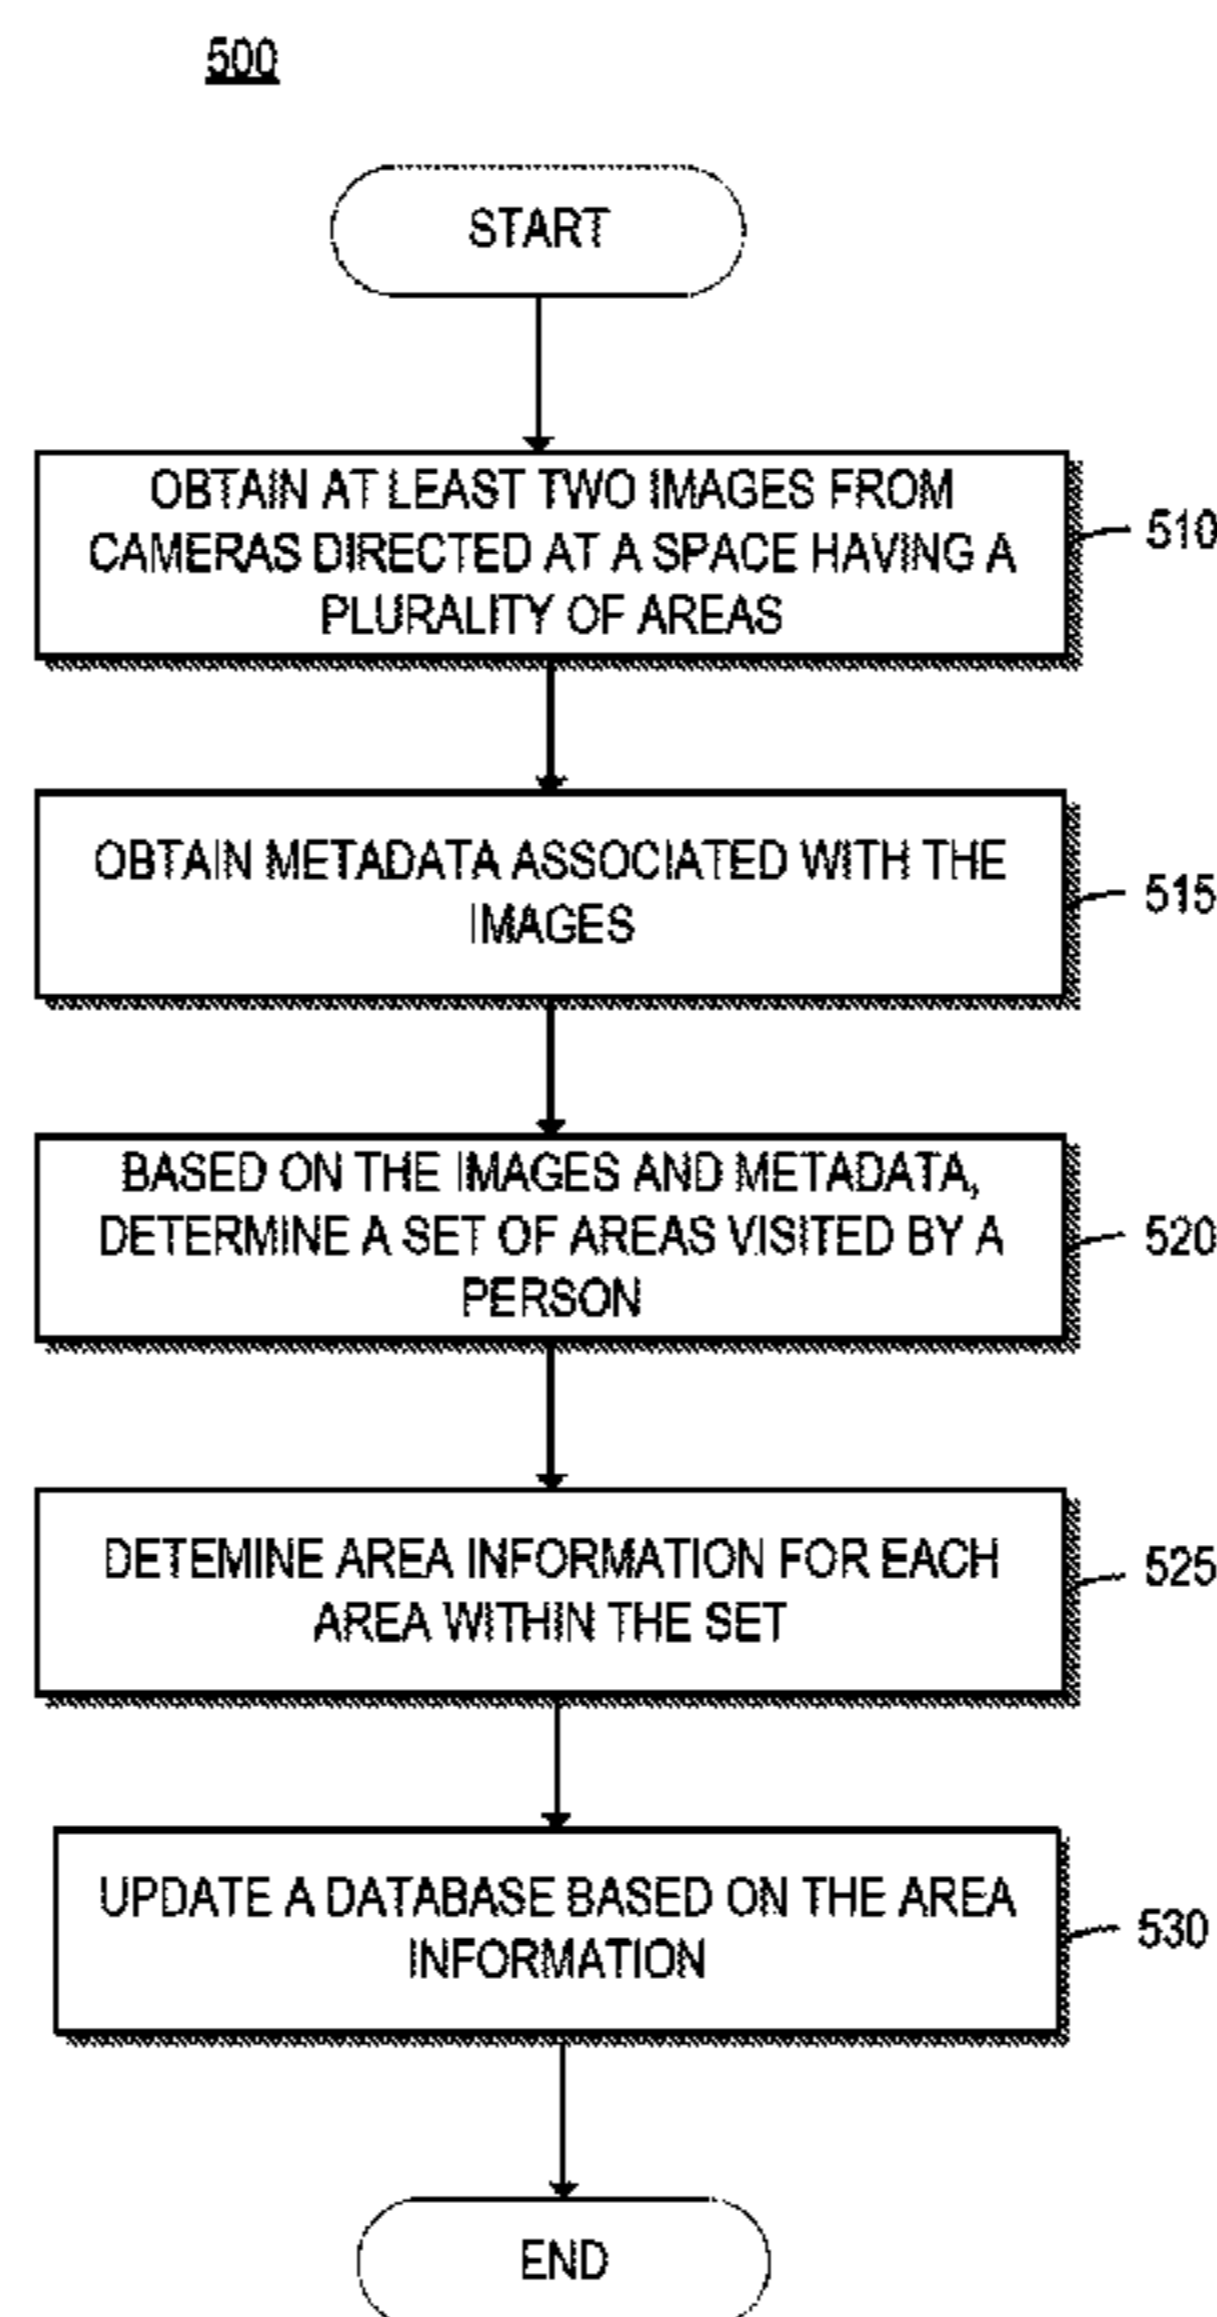 500
START
OBTAIN AT LEAST TWO IMAGES FROM
CAMERAS DIRECTED AT A SPACE HAVING A
PLURALITY OF AREAS
510
OBTAIN METADATA ASSOCIATED WITH THE
IMAGES
515
BASED ON THE IMAGES AND METADATA,
DETERMINE A SET OF AREAS VISITED BY A
PERSON
520
DETEMINE AREA INFORMATION FOR EACH
AREA WITHIN THE SET
525
UPDATE A DATABASE BASED ON THE AREA
INFORMATION
530
END